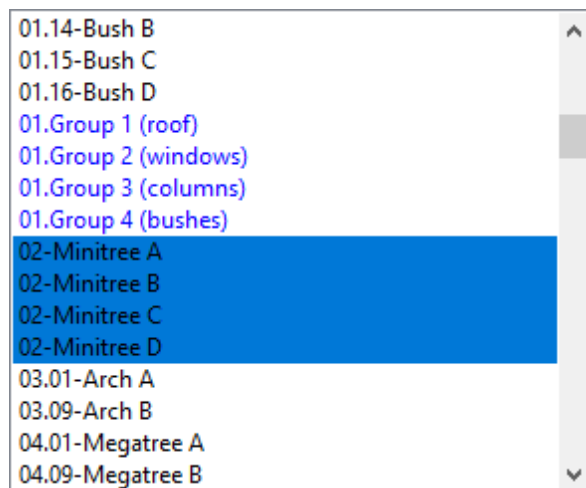 01.14-Bush B
01.15-Bush C
01.16-Bush D
01.Group 1 (roof)
01.Group 2 (windows)
01.Group 3 (columns)
01.Group 4 (bushes)
02-Minitree A
02-Minitree B
02-Minitree C
02-Minitree D
03.01-Arch A
03.09-Arch B
04.01-Megatree A
04.09-Megatree B